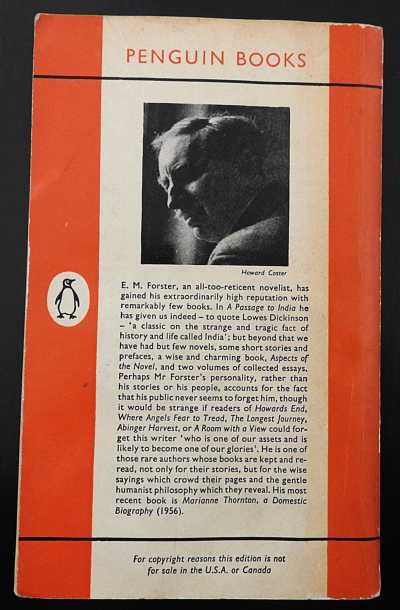 PENGUIN BOOKS
Howard Coster
E. M. Forster, an all-too-reticent novelist, has
gained his extraordinarily high reputation with
remarkably few books. In A Passage to India he
has given us indeed – to quote Lowes Dickinson
– 'a classic on the strange and tragic fact of
history and life called India'; but beyond that we
have had but few novels, some short stories and
prefaces, a wise and charming book, Aspects of
the Novel, and two volumes of collected essays.
Perhaps Mr Forster's personality, rather than
his stories or his people, accounts for the fact
that his public never seems to forget him, though
it would be strange if readers of Howards End,
Where Angels Fear to Tread, The Longest Journey,
Abinger Harvest, or A Room with a View could for-
get this writer 'who is one of our assets and is
likely to become one of our glories'. He is one of
those rare authors whose books are kept and re-
read, not only for their stories, but for the wise
sayings which crowd their pages and the gentle
humanist philosophy which they reveal. His most
recent book is Marianne Thornton, a Domestic
Biography (1956).
For copyright reasons this edition is not
for sale in the U.S.A. or Canada